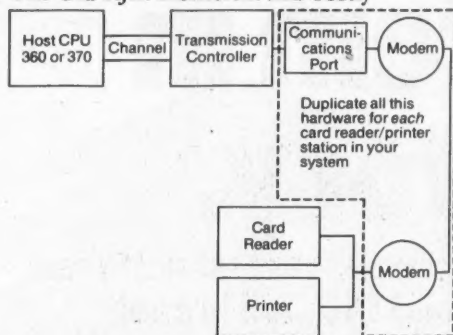 Host CPU
360 or 370
Channel
Transmission
Controller
Communi-
cations
Port
Modem
Duplicate all this
hardware for each
card reader/printer
station in your
system
Card
Reader
Printer
Modem